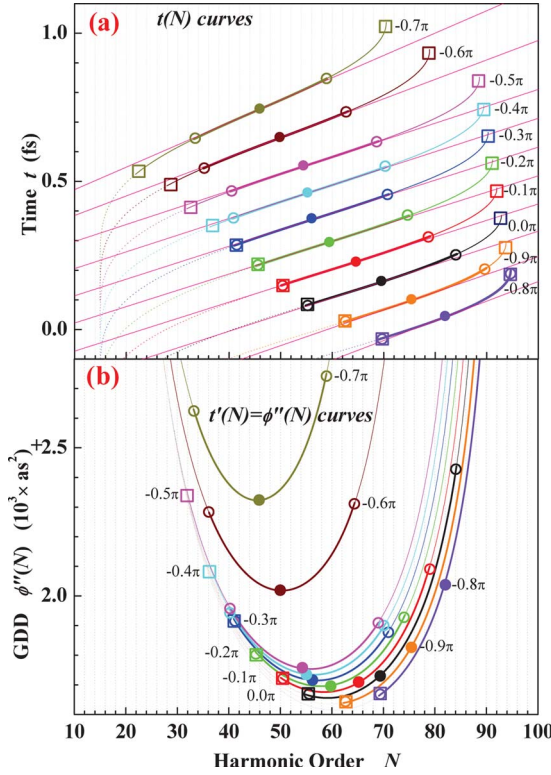 (a)
t(N) curves
-0.7π
-0.6π
-0.5π
-0.4π
-0.3π
-0.2π
-0.1π
0.0π
-0.9π
-0.8π
1.0
0.5
0.0
Time t (fs)
(b)
t'(N)=ϕ''(N) curves
-0.7π
-0.6π
-0.5π
-0.4π
-0.3π
-0.2π
-0.1π
0.0π
-0.8π
-0.9π
2.5
2.0
GDD ϕ''(N) (10³× as²)
10 20 30 40 50 60 70 80 90 100
Harmonic Order N